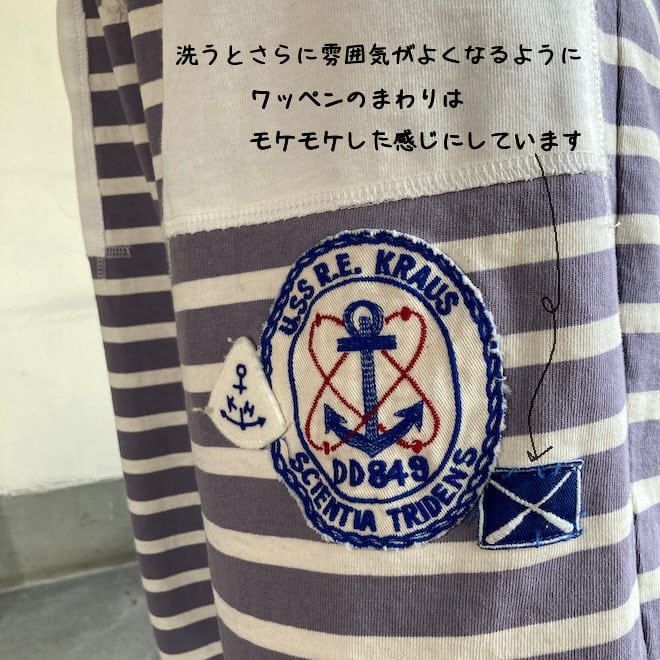 洗うとさらに雰囲気がよくなるように
ワッペンのまわりは
モケモケした感じにしています
U.S.S R.E. KRAUS
DD849
SCIENTIA TRIDENS